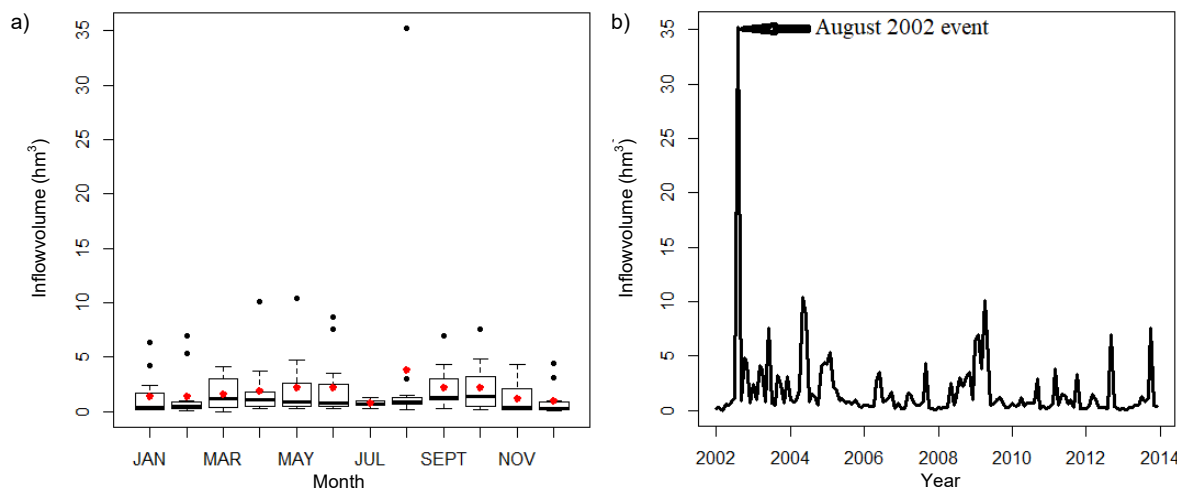 a)
Inflowvolume (hm³)
35
30
25
20
15
10
5
0
JAN MAR MAY JUL SEPT NOV
Month
b)
August 2002 event
Inflowvolume (hm³)
35
30
25
20
15
10
5
0
2002 2004 2006 2008 2010 2012 2014
Year